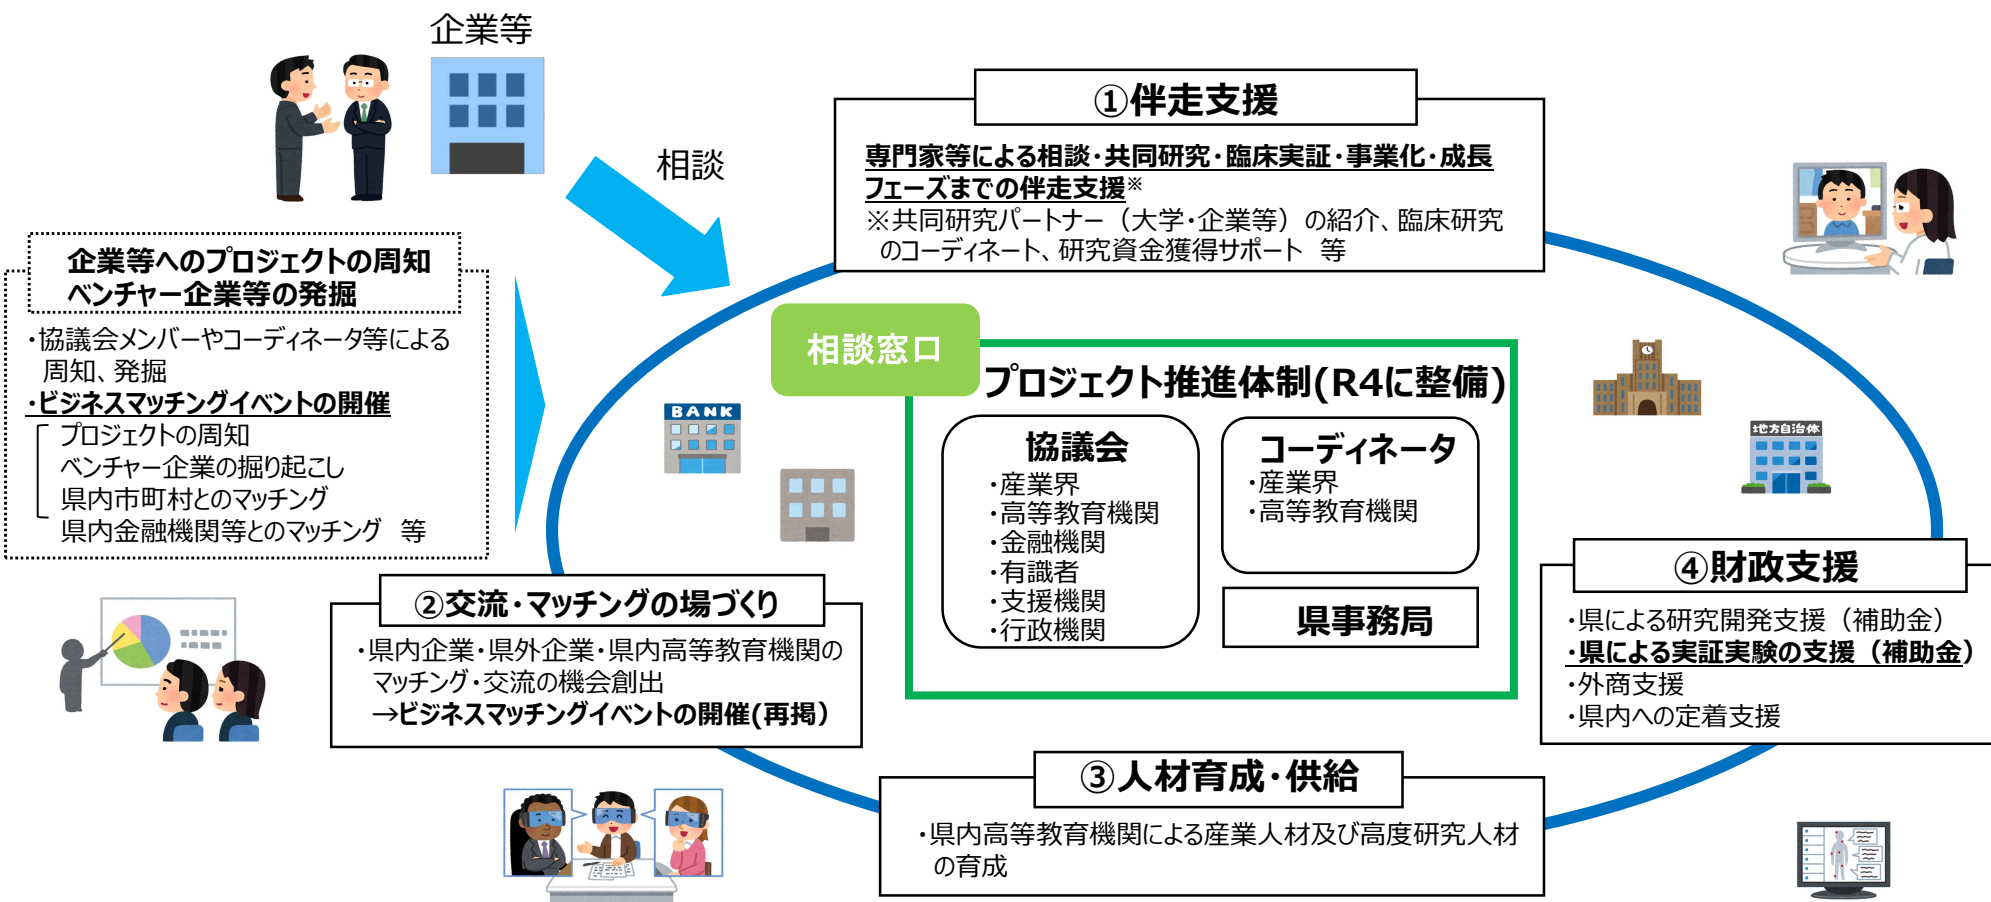 企業等
相談
①伴走支援
専門家等による相談・共同研究・臨床実証・事業化・成長
フェーズまでの伴走支援※
※共同研究パートナー（大学・企業等）の紹介、臨床研究
のコーディネート、研究資金獲得サポート 等
企業等へのプロジェクトの周知
ベンチャー企業等の発掘
・協議会メンバーやコーディネータ等による
周知、発掘
・ビジネスマッチングイベントの開催
プロジェクトの周知
ベンチャー企業の掘り起こし
県内市町村とのマッチング
県内金融機関等とのマッチング 等
相談窓口
プロジェクト推進体制(R4に整備)
協議会
・産業界
・高等教育機関
・金融機関
・有識者
・支援機関
・行政機関
コーディネータ
・産業界
・高等教育機関
県事務局
BANK
地方自治体
②交流・マッチングの場づくり
・県内企業・県外企業・県内高等教育機関の
マッチング・交流の機会創出
→ビジネスマッチングイベントの開催(再掲）
④財政支援
・県による研究開発支援（補助金）
・県による実証実験の支援（補助金）
・外商支援
・県内への定着支援
③人材育成・供給
・県内高等教育機関による産業人材及び高度研究人材
の育成